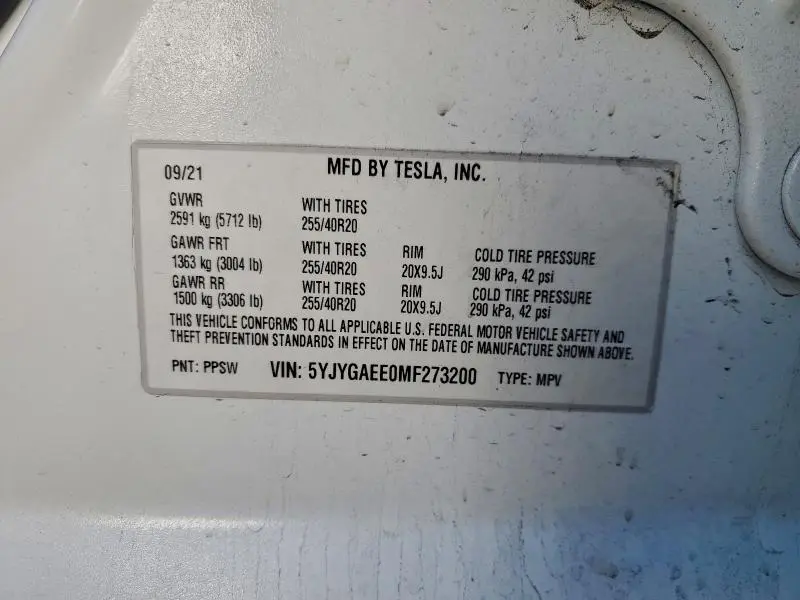 09/21 MFD BY TESLA, INC.
GVWR WITH TIRES
2591 kg (5712 lb) 255/40R20
GAWR FRT WITH TIRES RIM COLD TIRE PRESSURE
1363 kg (3004 lb) 255/40R20 20X9.5J 290 kPa, 42 psi
GAWR RR WITH TIRES RIM COLD TIRE PRESSURE
1500 kg (3306 lb) 255/40R20 20X9.5J 290 kPa, 42 psi
THIS VEHICLE CONFORMS TO ALL APPLICABLE U.S. FEDERAL MOTOR VEHICLE SAFETY AND
THEFT PREVENTION STANDARDS IN EFFECT ON THE DATE OF MANUFACTURE SHOWN ABOVE.
PNT: PPSW VIN: 5YJYGAEE0MF273200 TYPE: MPV